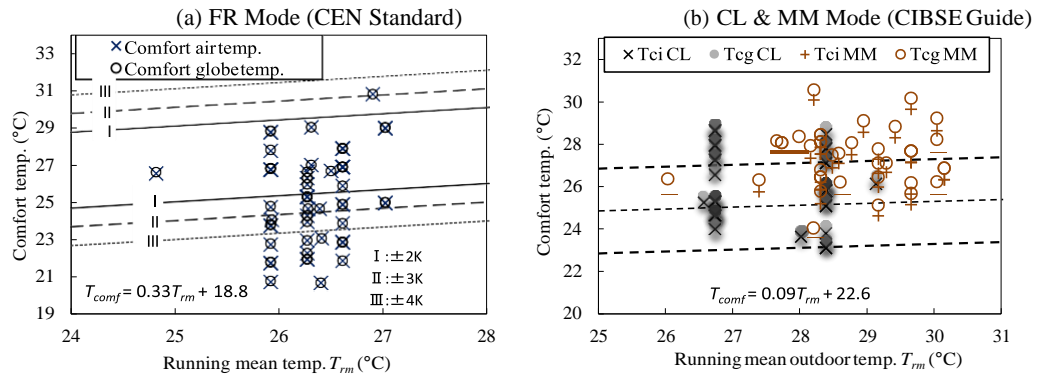 (a) FR Mode (CEN Standard)
Comfort air temp.
Comfort globe temp.
33
31
29
27
25
23
21
19
Comfort temp. (°C)
III
II
I
I
II
III
I :±2K
II :±3K
III :±4K
Tcomf = 0.33Trm + 18.8
24
25
26
27
28
Running mean temp. Trm (°C)
(b) CL & MM Mode (CIBSE Guide)
Tci CL Tcg CL Tci MM Tcg MM
32
30
28
26
24
22
20
Comfort temp. (°C)
Tcomf = 0.09Trm + 22.6
25
26
27
28
29
30
31
Running mean outdoor temp. Trm (°C)